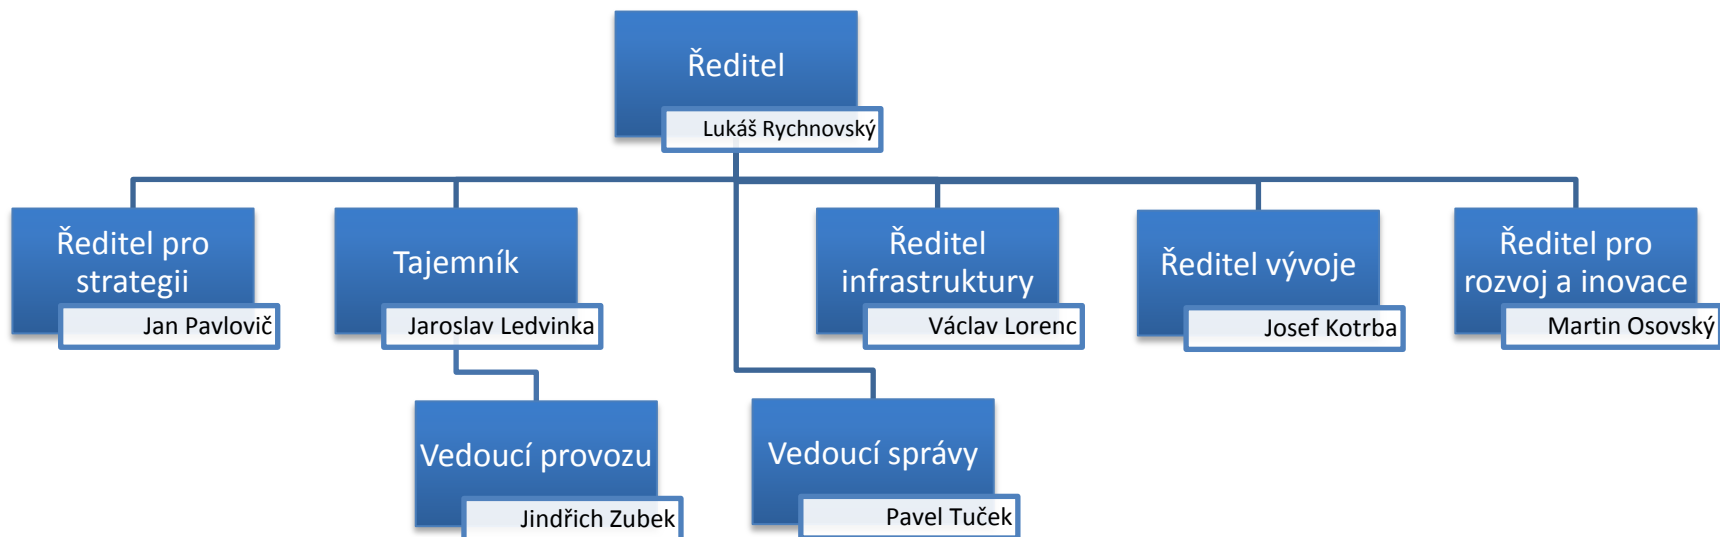 Ředitel
Lukáš Rychnovský
Ředitel pro
strategii
Jan Pavlovič
Tajemník
Jaroslav Ledvinka
Ředitel
infrastruktury
Václav Lorenc
Ředitel vývoje
Josef Kotrba
Ředitel pro
rozvoj a inovace
Martin Osovský
Vedoucí provozu
Jindřich Zubek
Vedoucí správy
Pavel Tuček